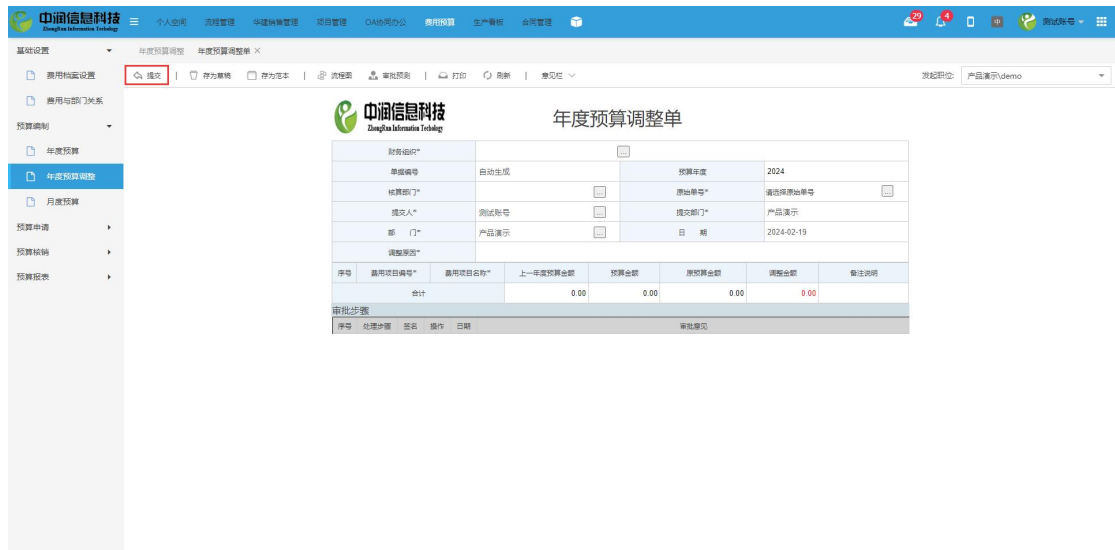 中润信息科技 人空间 流程管理 华建销售管理 项目管理 OA协同办公 费用预算 生产看板 合同管理 29 4 中 测试账号
ZhongRun Information Techology
基础设置 年度预算调整 年度预算调整单 ×
费用档案设置 提交 | 存为草稿 存为范本 | 流程图 审批预测 | 打印 刷新 | 意见栏 发起职位: 产品演示\demo
费用与部门关系
预算编制
年度预算
年度预算调整
月度预算
预算申请
预算核销
预算报表
中润信息科技
ZhongRun Information Techology
年度预算调整单
财务组织* ...
单据编号 自动生成 预算年度 2024
核算部门* ... 原始单号* 请选择原始单号 ...
提交人* 测试账号 ... 提交部门* 产品演示
部 门* 产品演示 ... 日 期 2024-02-19
调整原因*
序号 费用项目编号* 费用项目名称* 上一年度预算金额 预算金额 原预算金额 调整金额 备注说明
合计 0.00 0.00 0.00 0.00
审批步骤
序号 处理步骤 签名 操作 日期 审批意见